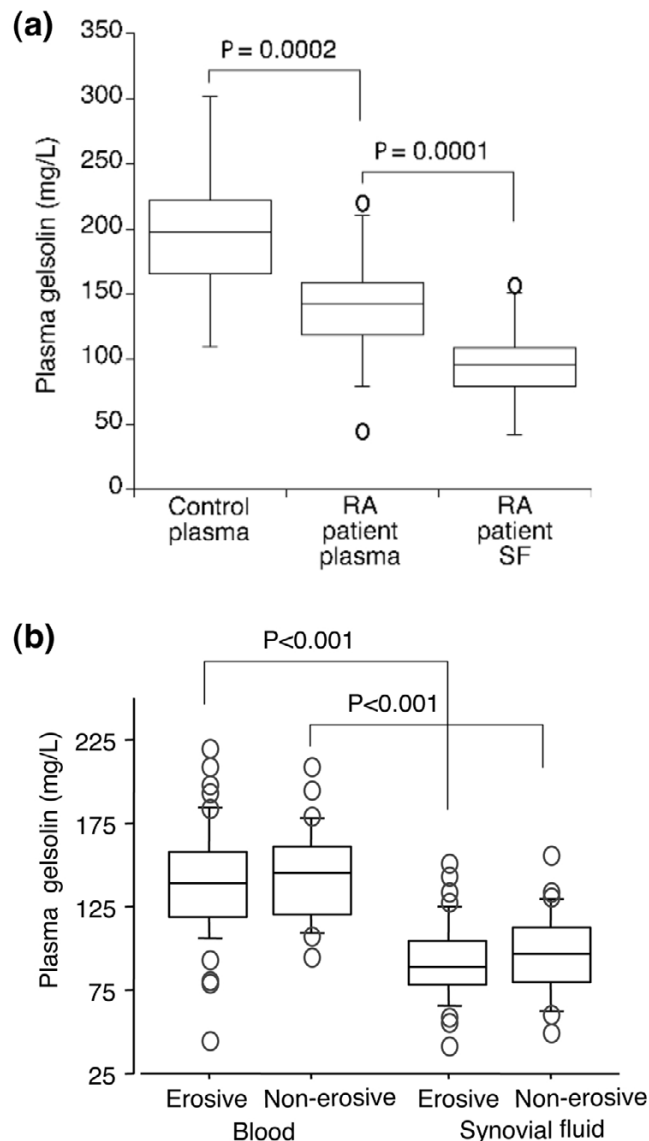 (a)
350
300
250
200
150
100
50
0
Plasma gelsolin (mg/L)
P = 0.0002
P = 0.0001
Control
plasma
RA
patient
plasma
RA
patient
SF
(b)
P<0.001
P<0.001
225
175
125
75
25
Plasma gelsolin (mg/L)
Erosive Non-erosive Erosive Non-erosive
Blood Synovial fluid